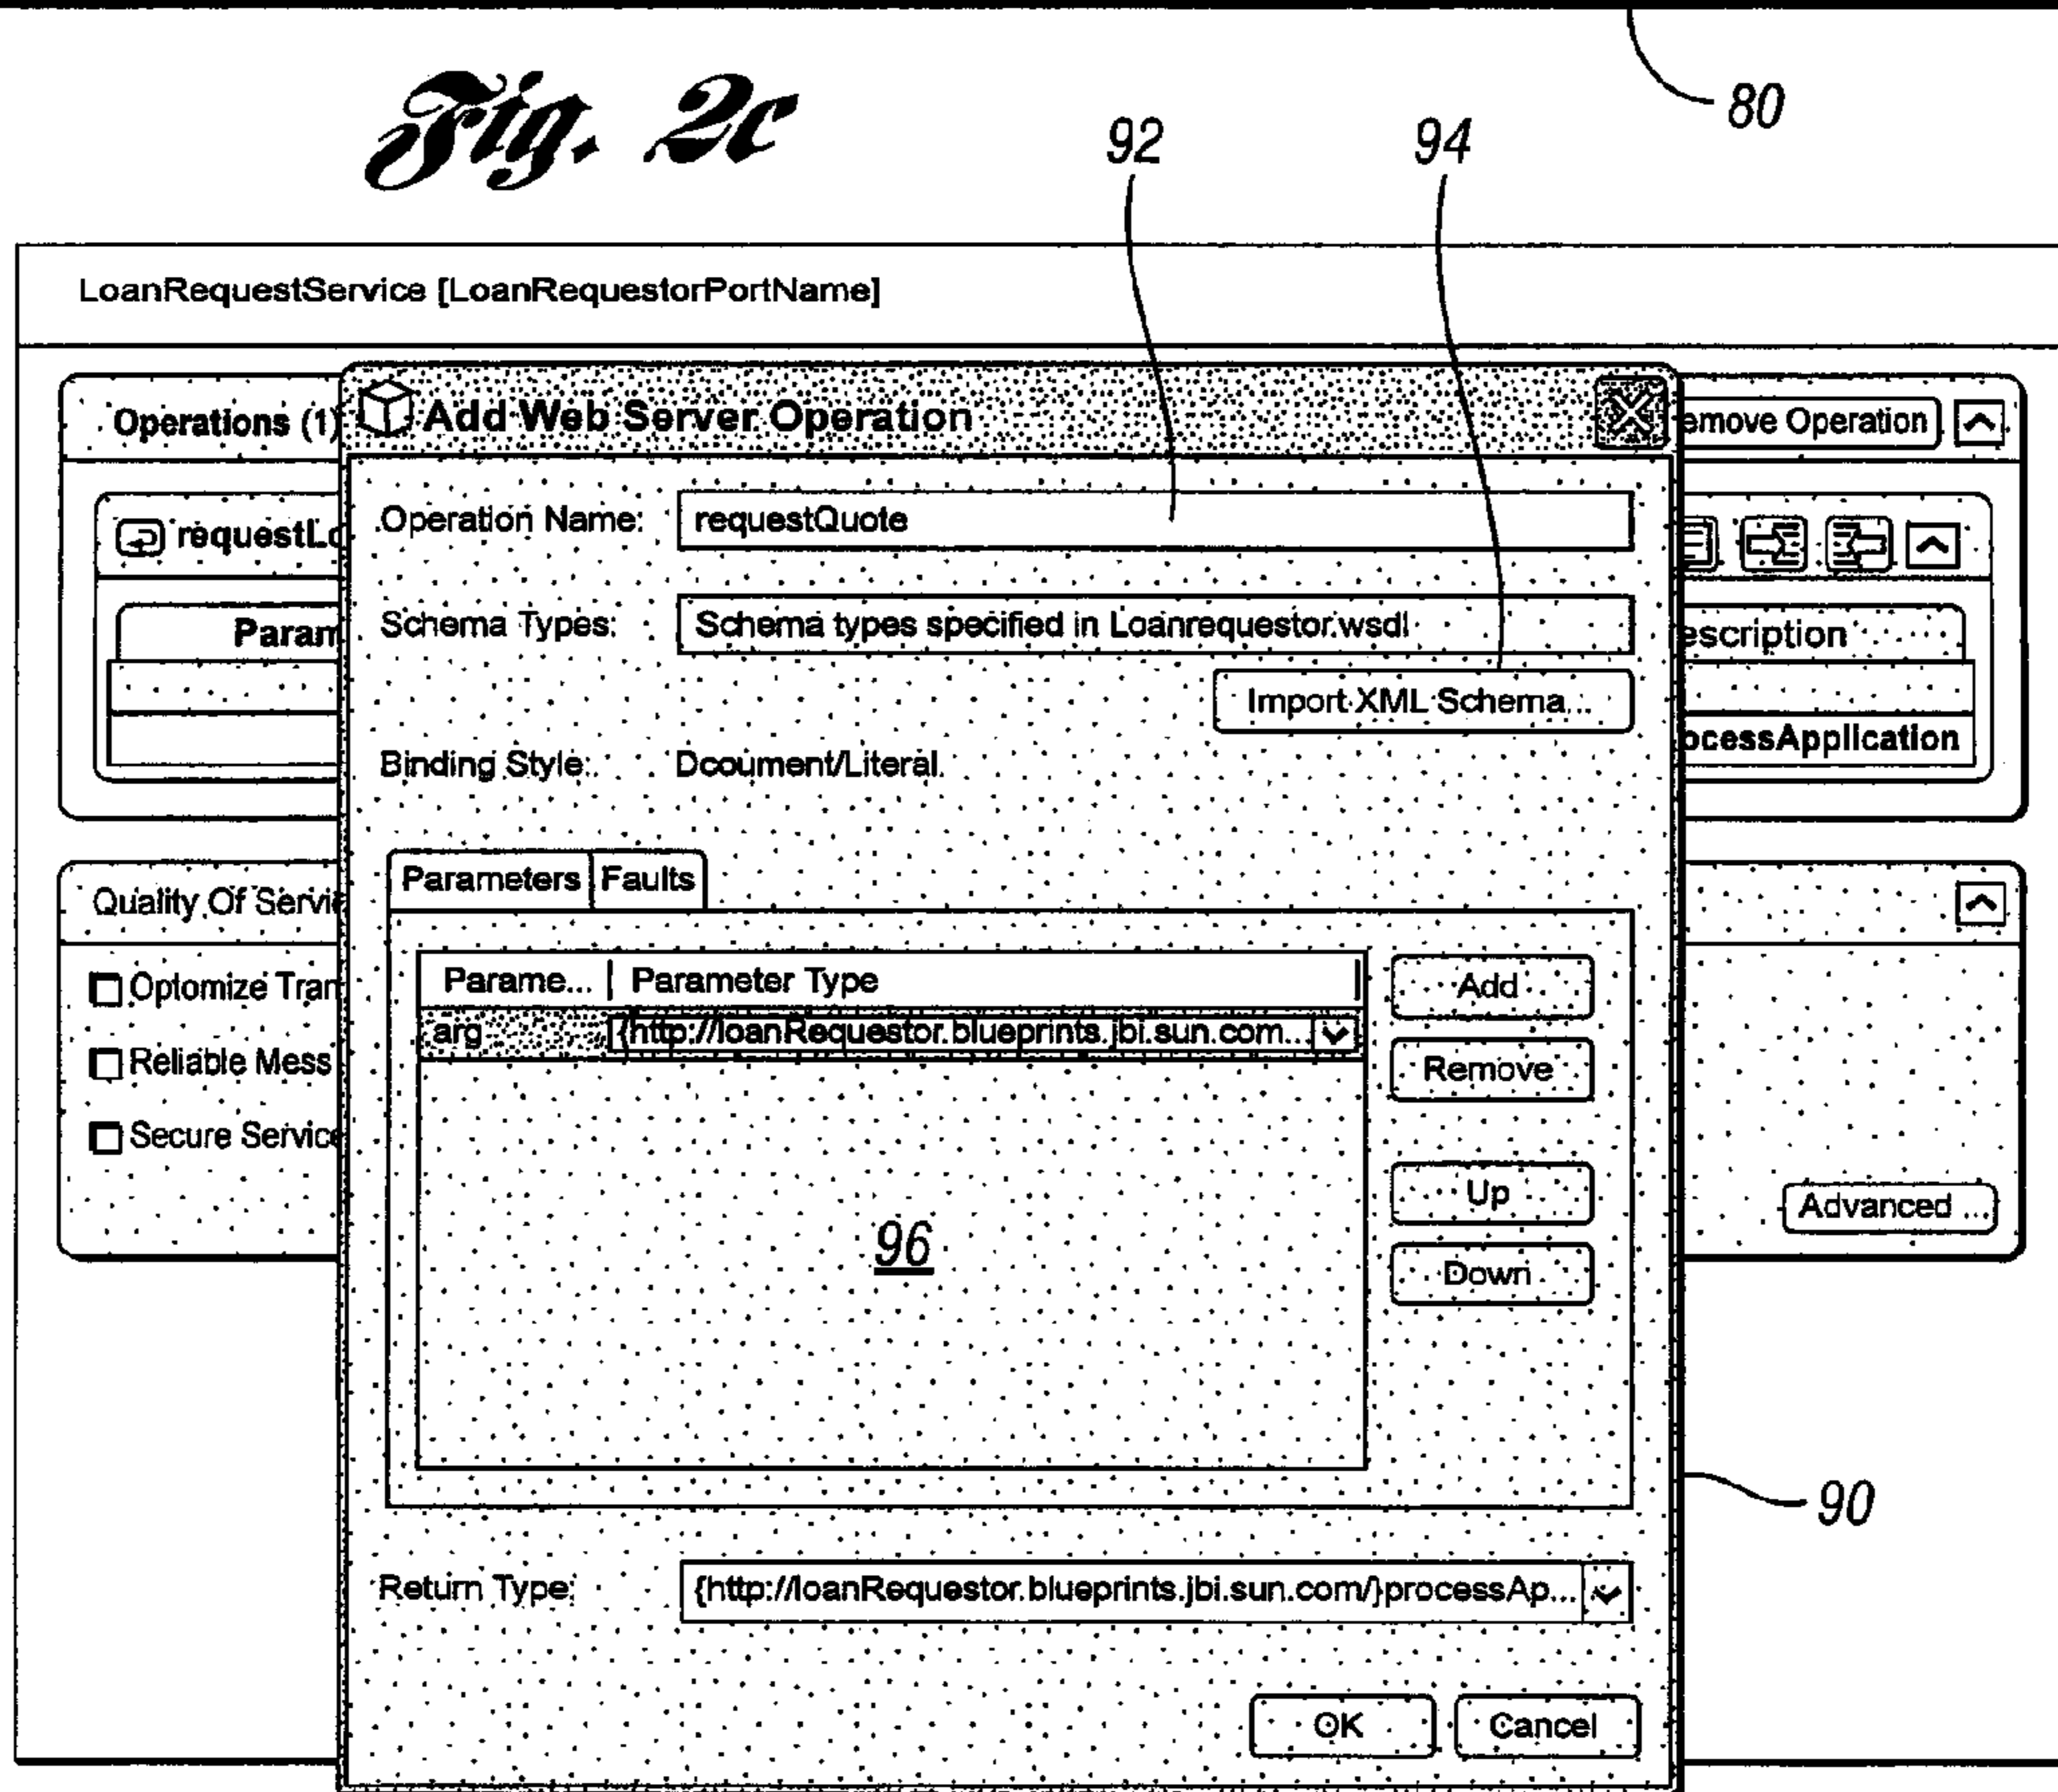 80
Fig. 2c
92 94
LoanRequestService [LoanRequestorPortName]
Operations (1) Add Web Server Operation emove Operation
requestLo Operation Name: requestQuote
Param Schema Types: Schema types specified in Loanrequestor.wsdl escription
Import XML Schema...
Binding Style: Dcoument/Literal ocessApplication
Parameters Faults
Quality Of Servic
Parame... Parameter Type Add
Optomize Tran
arg {http://loanRequestor.blueprints.jbi.sun.com...
Reliable Mess Remove
Secure Service
Up Advanced ...
96
Down
90
Return Type: {http://loanRequestor.blueprints.jbi.sun.com/}processAp...
OK Cancel